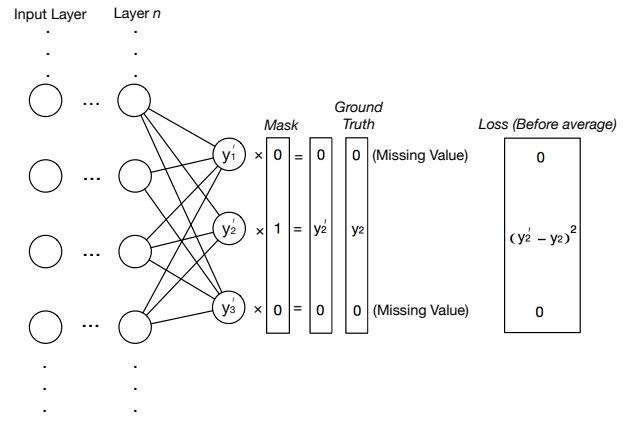 Input Layer Layer n
... ...
Ground
Mask Truth Loss (Before average)
y₁′ × 0 = 0 0 (Missing Value) 0
...
y₂′ × 1 = y₂′ y₂ (y₂′ – y₂)²
...
y₃′ × 0 = 0 0 (Missing Value) 0
...